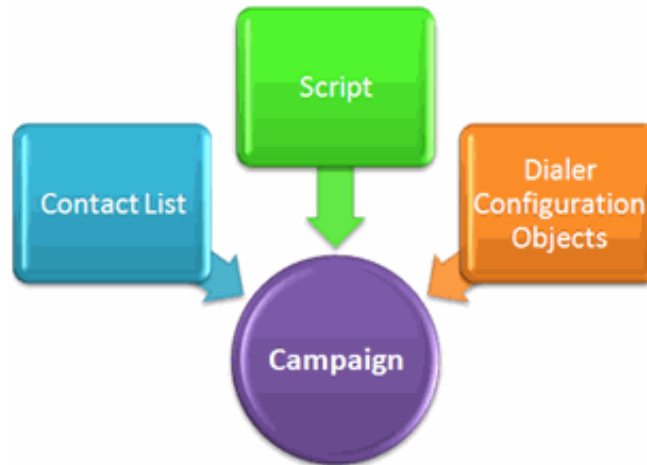 Script
Contact List
Dialer
Configuration
Objects
Campaign